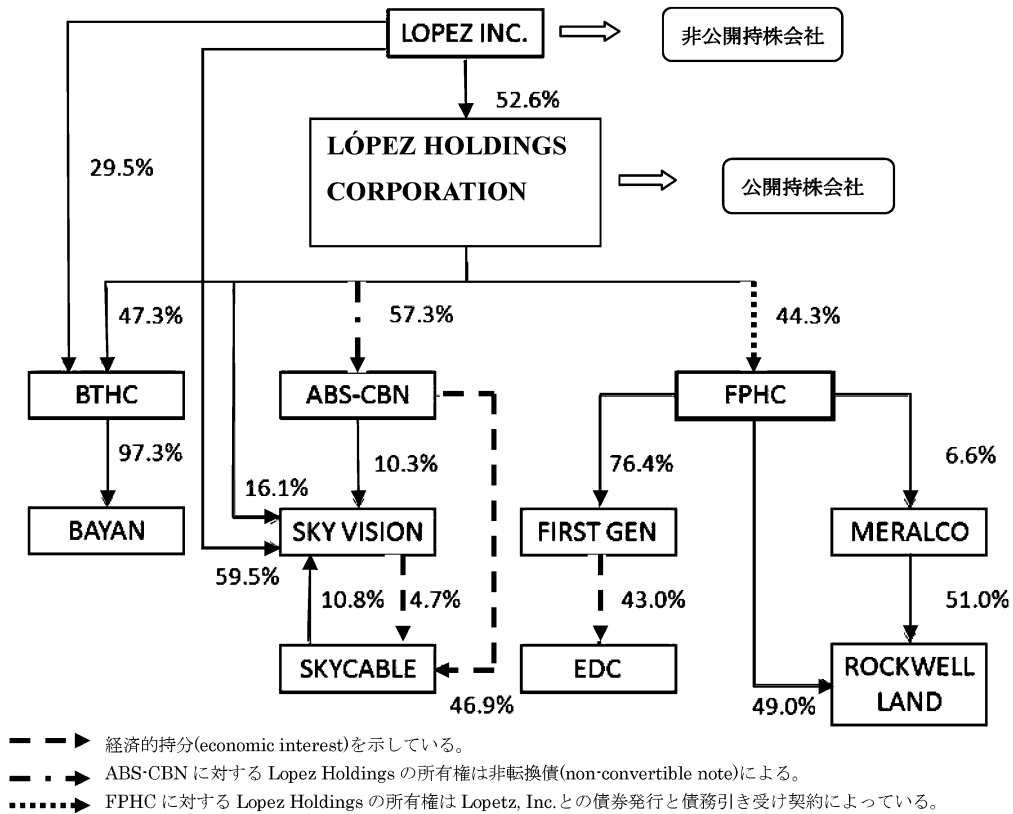 LOPEZ INC.
非公開持株会社
52.6%
LÓPEZ HOLDINGS
CORPORATION
29.5%
公開持株会社
47.3%
57.3%
44.3%
BTHC
ABS-CBN
FPHC
97.3%
10.3%
76.4%
6.6%
16.1%
BAYAN
SKY VISION
FIRST GEN
MERALCO
59.5%
10.8%
4.7%
43.0%
51.0%
SKYCABLE
EDC
ROCKWELL
LAND
46.9%
49.0%
経済的持分(economic interest)を示している。
ABS-CBN に対する Lopez Holdings の所有権は非転換債(non-convertible note)による。
FPHC に対する Lopez Holdings の所有権は Lopetz, Inc.との債券発行と債務引き受け契約によっている。